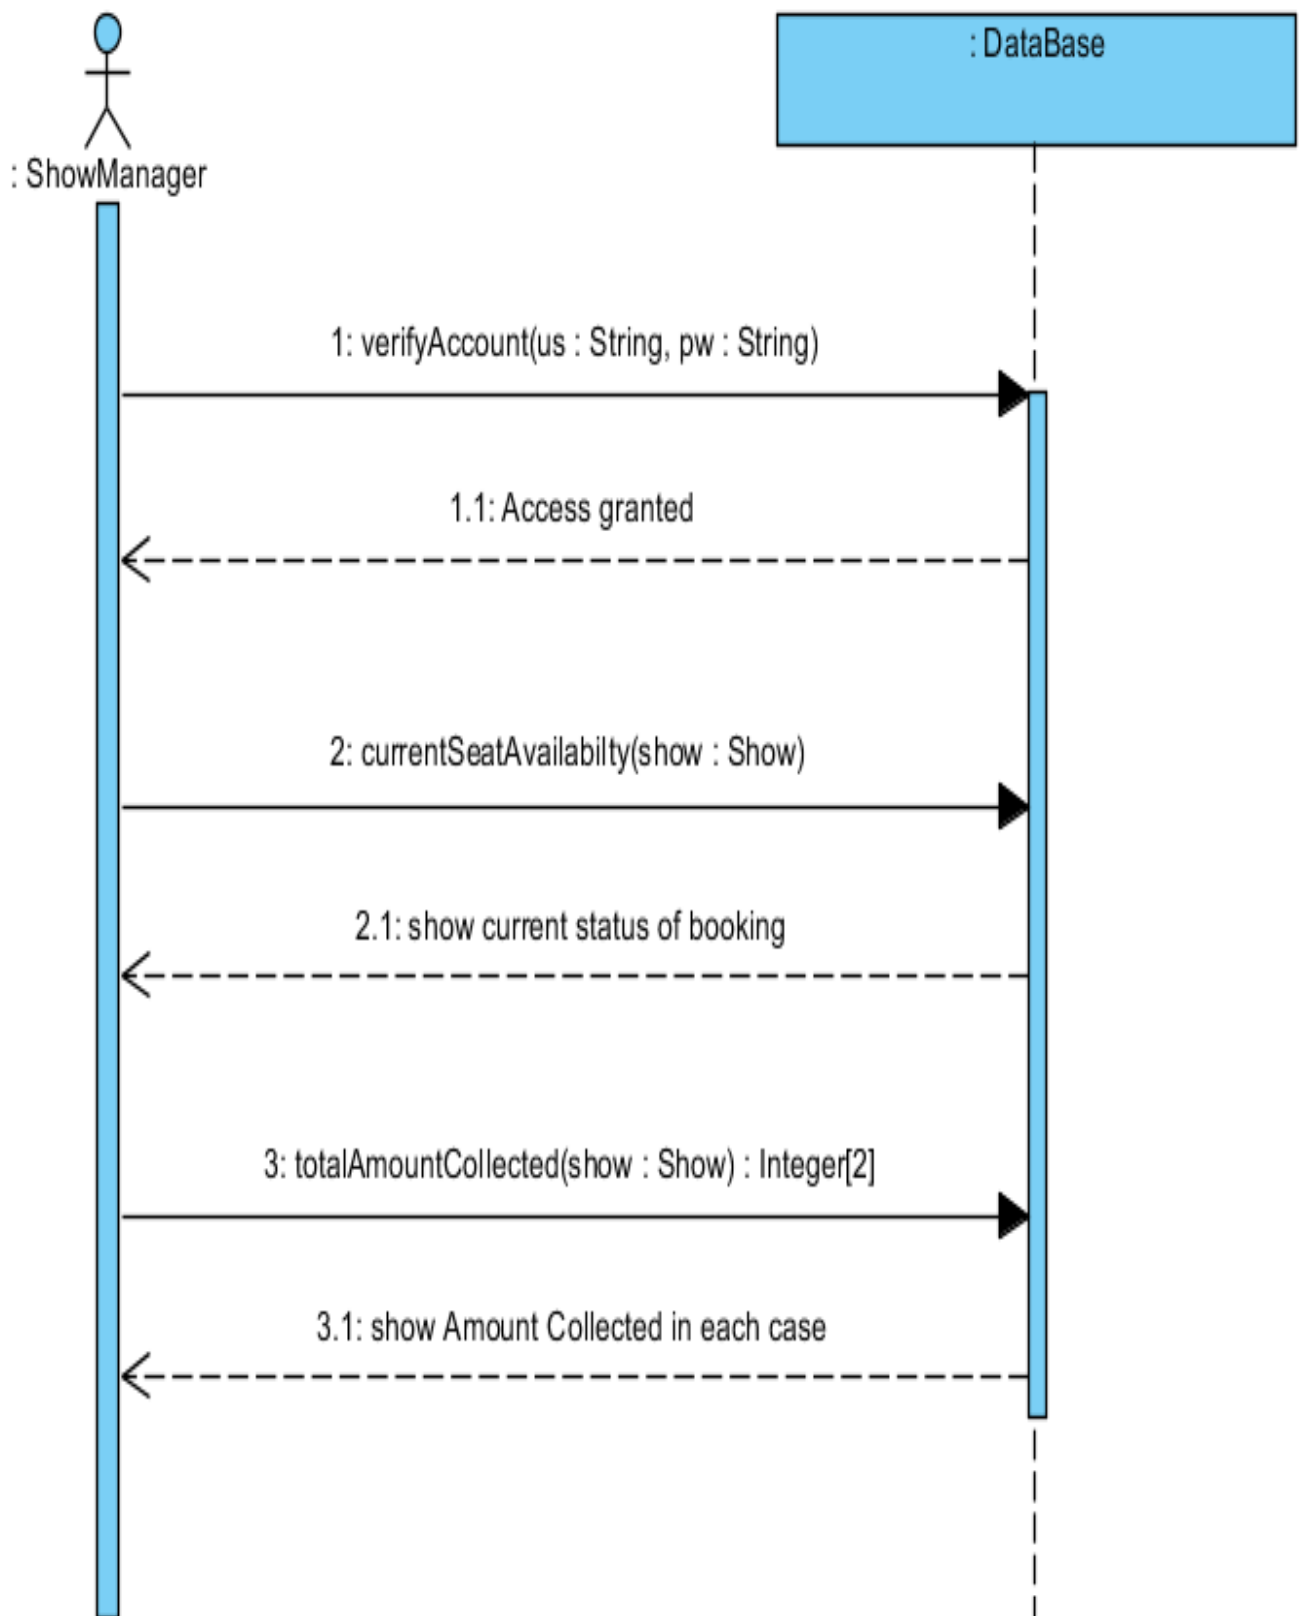 : DataBase
: ShowManager
1: verifyAccount(us : String, pw : String)
1.1: Access granted
2: currentSeatAvailabilty(show : Show)
2.1: show current status of booking
3: totalAmountCollected(show : Show) : Integer[2]
3.1: show Amount Collected in each case